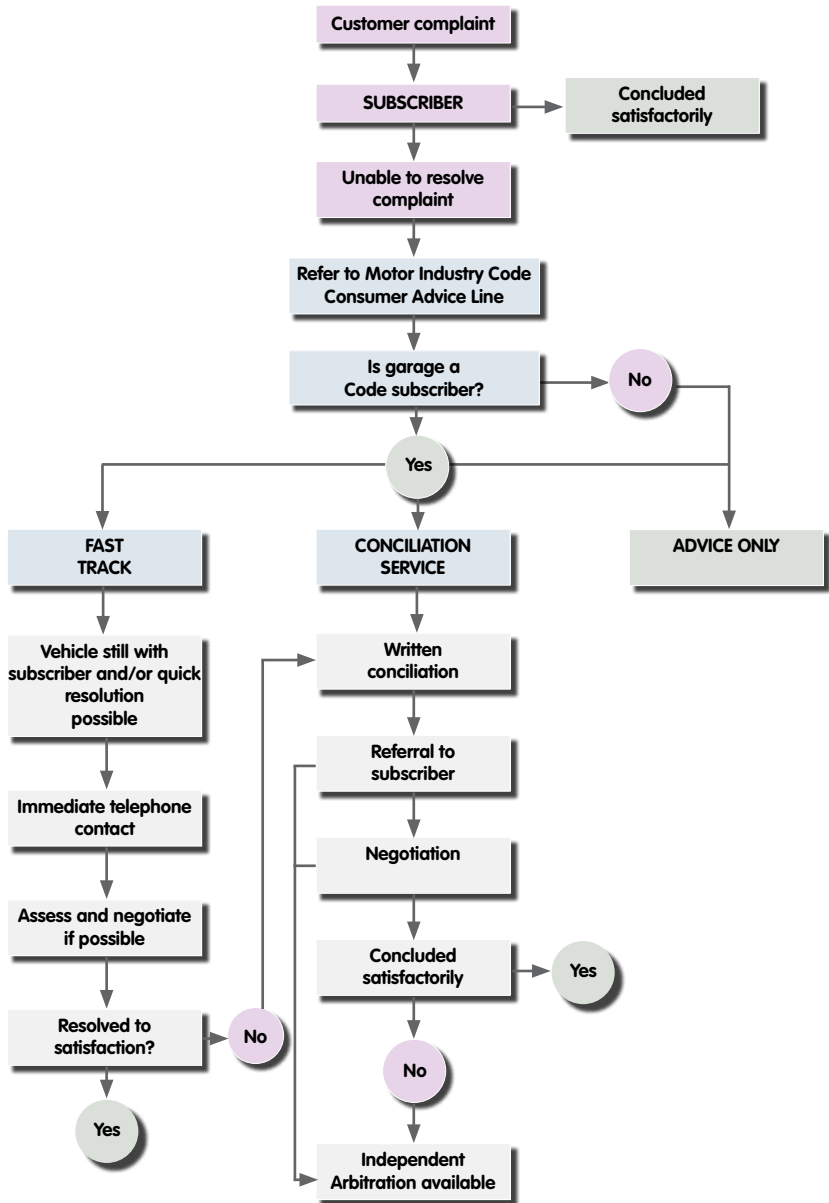 Customer complaint
SUBSCRIBER
Concluded
satisfactorily
Unable to resolve
complaint
Refer to Motor Industry Code
Consumer Advice Line
Is garage a
Code subscriber?
No
Yes
FAST
TRACK
CONCILIATION
SERVICE
ADVICE ONLY
Vehicle still with
subscriber and/or quick
resolution
possible
Written
conciliation
Referral to
subscriber
Immediate telephone
contact
Negotiation
Assess and negotiate
if possible
Concluded
satisfactorily
Yes
Resolved to
satisfaction?
No
No
Yes
Independent
Arbitration available